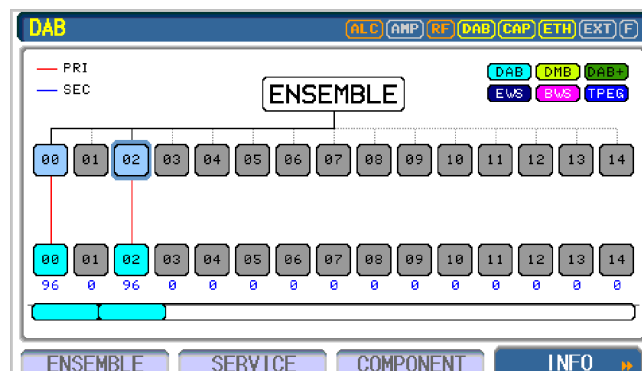 DAB ALC AMP RF DAB CAP ETH EXT F
PRI DAB DMB DAB+
SEC ENSEMBLE EWS BWS TPEG
00 01 02 03 04 05 06 07 08 09 10 11 12 13 14
00 01 02 03 04 05 06 07 08 09 10 11 12 13 14
96 0 96 0 0 0 0 0 0 0 0 0 0 0 0
ENSEMBLE SERVICE COMPONENT INFO